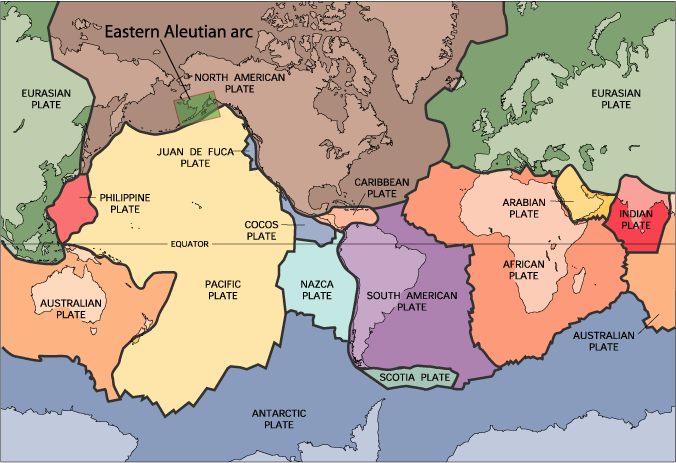 Eastern Aleutian arc
NORTH AMERICAN
PLATE
EURASIAN
PLATE
EURASIAN
PLATE
JUAN DE FUCA
PLATE
CARIBBEAN
PLATE
PHILIPPINE
PLATE
ARABIAN
PLATE
INDIAN
PLATE
COCOS
PLATE
EQUATOR
AFRICAN
PLATE
PACIFIC
PLATE
NAZCA
PLATE
SOUTH AMERICAN
PLATE
AUSTRALIAN
PLATE
AUSTRALIAN
PLATE
SCOTIA PLATE
ANTARCTIC
PLATE